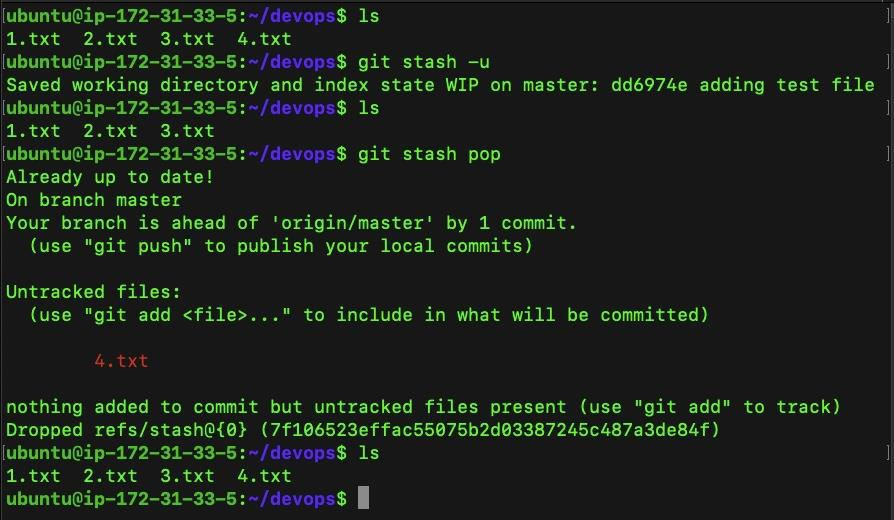 ubuntu@ip-172-31-33-5:~/devops$ ls
1.txt  2.txt  3.txt  4.txt
ubuntu@ip-172-31-33-5:~/devops$ git stash -u
Saved working directory and index state WIP on master: dd6974e adding test file
ubuntu@ip-172-31-33-5:~/devops$ ls
1.txt  2.txt  3.txt
ubuntu@ip-172-31-33-5:~/devops$ git stash pop
Already up to date!
On branch master
Your branch is ahead of 'origin/master' by 1 commit.
  (use "git push" to publish your local commits)

Untracked files:
  (use "git add <file>..." to include in what will be committed)

        4.txt

nothing added to commit but untracked files present (use "git add" to track)
Dropped refs/stash@{0} (7f106523effac55075b2d03387245c487a3de84f)
ubuntu@ip-172-31-33-5:~/devops$ ls
1.txt  2.txt  3.txt  4.txt
ubuntu@ip-172-31-33-5:~/devops$